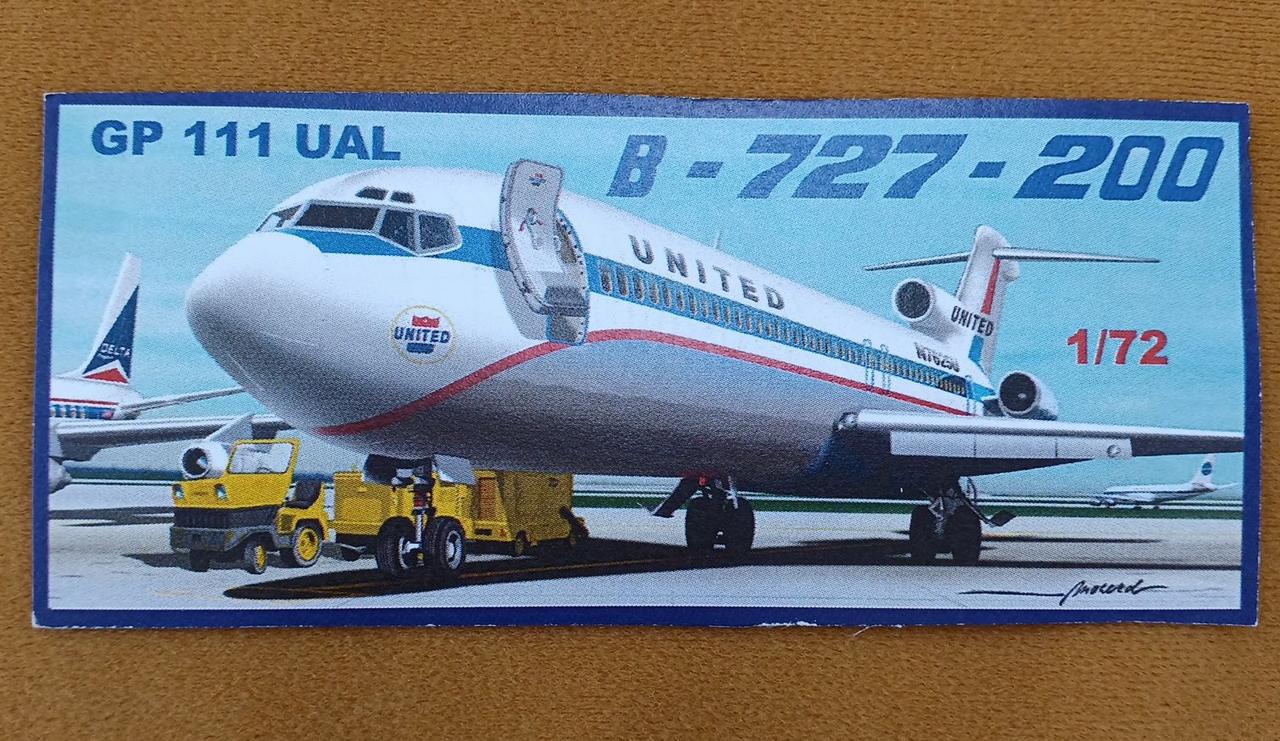 GP 111 UAL
B-727-200
UNITED
UNITED
UNITED
1/72
DELTA